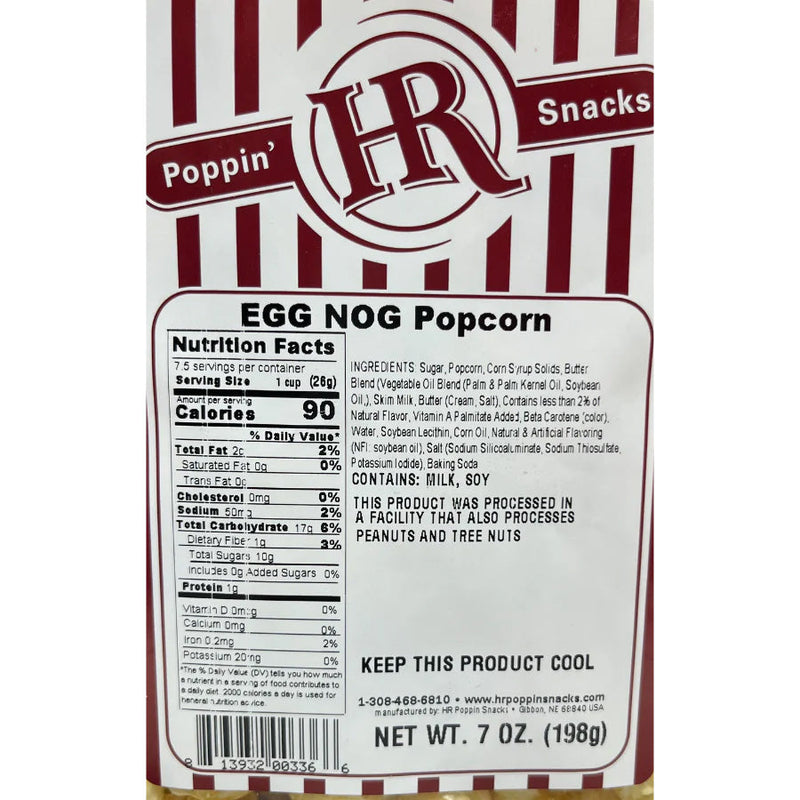 HR
Poppin' Snacks
EGG NOG Popcorn
Nutrition Facts
7.5 servings per container
Serving Size 1 cup (26g)
Amount per serving
Calories 90
% Daily Value*
Total Fat 2g 2%
Saturated Fat 0g 0%
Trans Fat 0g
Cholesterol 0mg 0%
Sodium 50mg 2%
Total Carbohydrate 17g 6%
Dietary Fiber 1g 3%
Total Sugars 10g
includes 0g Added Sugars 0%
Protein 1g
Vitamin D 0mcg 0%
Calcium 0mg 0%
Iron 0.2mg 2%
Potassium 20mg 0%
*The % Daily Value (DV) tells you how much
a nutrient in a serving of food contributes to
a daily diet. 2000 calories a day is used for
heneral nutrition advice.
INGREDIENTS: Sugar, Popcorn, Corn Syrup Solids, Butter
Blend (Vegetable Oil Blend (Palm & Palm Kernel Oil, Soybean
Oil,), Skim Milk, Butter (Cream, Salt), Contains less than 2% of
Natural Flavor, Vitamin A Palmitate Added, Beta Carotene (color),
Water, Soybean Lecithin, Corn Oil, Natural & Artificial Flavoring
(NFI: soybean oil), Salt (Sodium Silicoaluminate, Sodium Thiosulfate,
Potassium Iodide), Baking Soda
CONTAINS: MILK, SOY
THIS PRODUCT WAS PROCESSED IN
A FACILITY THAT ALSO PROCESSES
PEANUTS AND TREE NUTS
KEEP THIS PRODUCT COOL
1-308-468-6810 • www.hrpoppinsnacks.com
manufactured by: HR Poppin Snacks • Gibbon, NE 68840 USA
NET WT. 7 OZ. (198g)
8 13932 00336 6